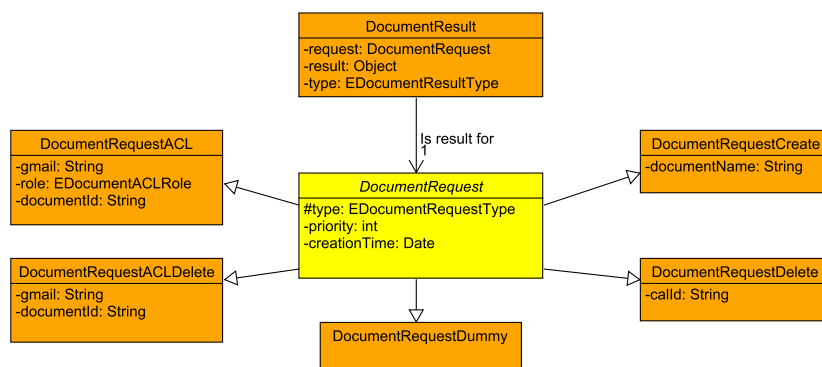 DocumentResult
-request: DocumentRequest
-result: Object
-type: EDocumentResultType
Is result for
1
DocumentRequestACL
-gmail: String
-role: EDocumentACLRole
-documentId: String
DocumentRequest
#type: EDocumentRequestType
-priority: int
-creationTime: Date
DocumentRequestCreate
-documentName: String
DocumentRequestACLDelete
-gmail: String
-documentId: String
DocumentRequestDelete
-callId: String
DocumentRequestDummy